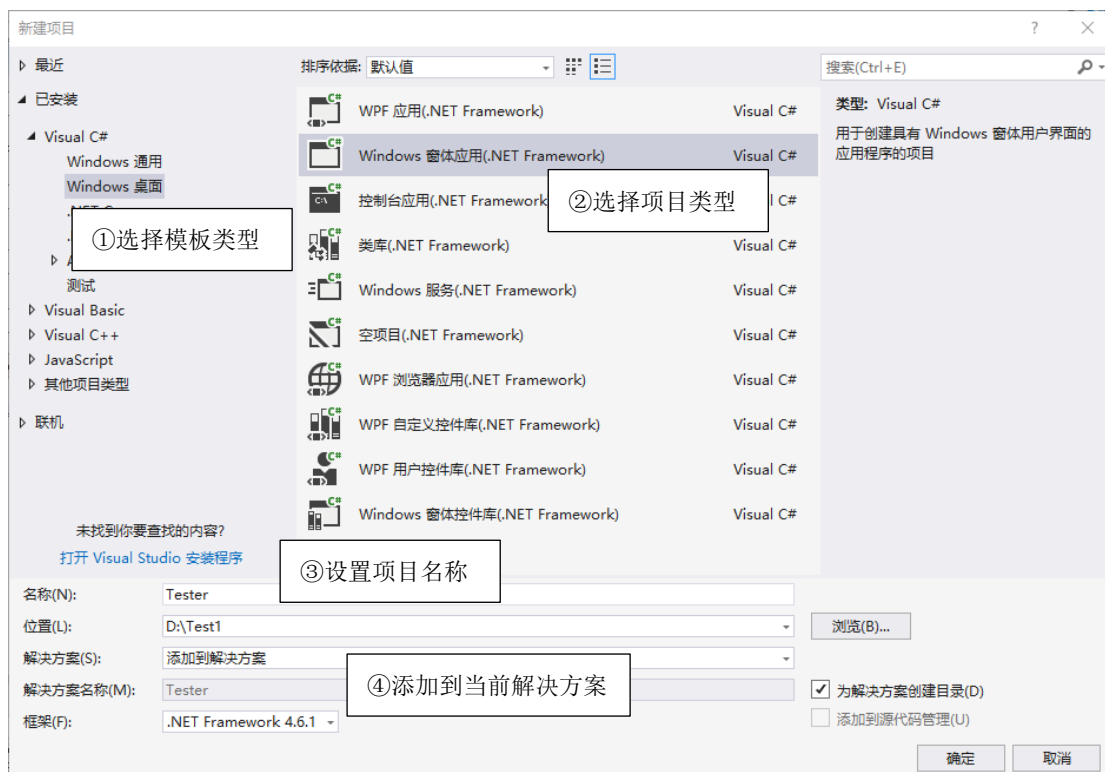 新建项目
最近
已安装
Visual C#
Windows 通用
Windows 桌面
①选择模板类型
测试
Visual Basic
Visual C++
JavaScript
其他项目类型
联机
未找到你要查找的内容?
打开 Visual Studio 安装程序
排序依据: 默认值
WPF 应用(.NET Framework) Visual C#
Windows 窗体应用(.NET Framework) Visual C#
控制台应用(.NET Framework C#
②选择项目类型
类库(.NET Framework) Visual C#
Windows 服务(.NET Framework) Visual C#
空项目(.NET Framework) Visual C#
WPF 浏览器应用(.NET Framework) Visual C#
WPF 自定义控件库(.NET Framework) Visual C#
WPF 用户控件库(.NET Framework) Visual C#
Windows 窗体控件库(.NET Framework) Visual C#
搜索(Ctrl+E)
类型: Visual C#
用于创建具有 Windows 窗体用户界面的
应用程序的项目
③设置项目名称
名称(N): Tester
位置(L): D:\Test1 浏览(B)...
解决方案(S): 添加到解决方案
④添加到当前解决方案
解决方案名称(M): Tester 为解决方案创建目录(D)
框架(F): .NET Framework 4.6.1 添加到源代码管理(U)
确定 取消